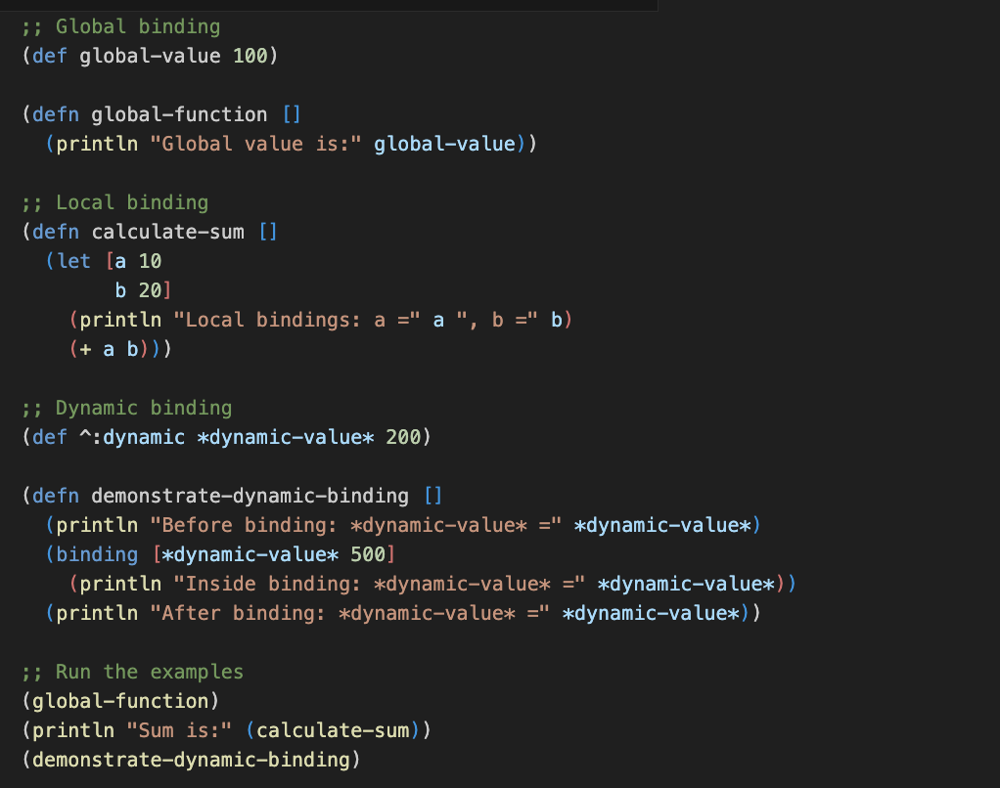 ;; Global binding
(def global-value 100)
(defn global-function []
  (println "Global value is:" global-value))
;; Local binding
(defn calculate-sum []
  (let [a 10
        b 20]
    (println "Local bindings: a =" a ", b =" b)
    (+ a b)))
;; Dynamic binding
(def ^:dynamic *dynamic-value* 200)
(defn demonstrate-dynamic-binding []
  (println "Before binding: *dynamic-value* =" *dynamic-value*)
  (binding [*dynamic-value* 500]
    (println "Inside binding: *dynamic-value* =" *dynamic-value*))
  (println "After binding: *dynamic-value* =" *dynamic-value*))
;; Run the examples
(global-function)
(println "Sum is:" (calculate-sum))
(demonstrate-dynamic-binding)